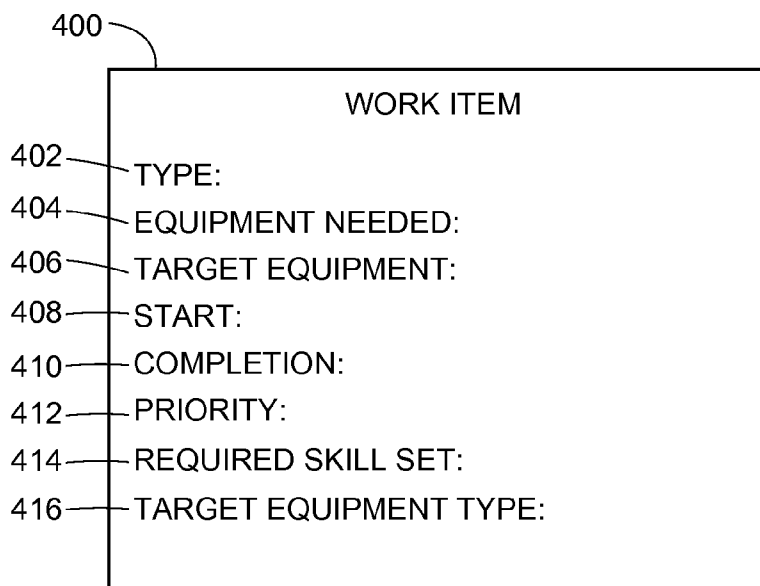 400
WORK ITEM
402 TYPE:
404 EQUIPMENT NEEDED:
406 TARGET EQUIPMENT:
408 START:
410 COMPLETION:
412 PRIORITY:
414 REQUIRED SKILL SET:
416 TARGET EQUIPMENT TYPE: